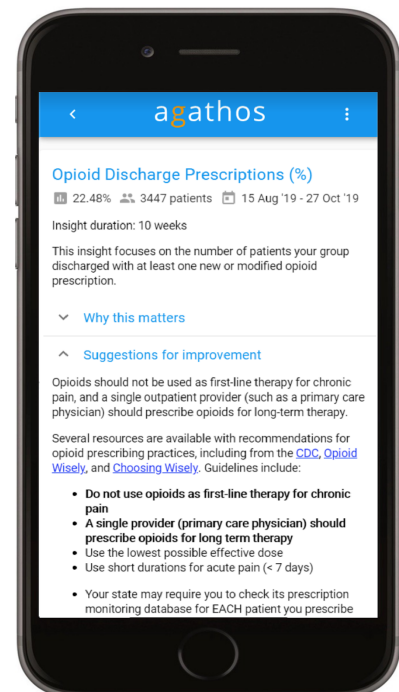 agathos
Opioid Discharge Prescriptions (%)
22.48% 3447 patients 15 Aug '19 - 27 Oct '19
Insight duration: 10 weeks
This insight focuses on the number of patients your group
discharged with at least one new or modified opioid
prescription.
Why this matters
Suggestions for improvement
Opioids should not be used as first-line therapy for chronic
pain, and a single outpatient provider (such as a primary care
physician) should prescribe opioids for long-term therapy.
Several resources are available with recommendations for
opioid prescribing practices, including from the CDC, Opioid
Wisely, and Choosing Wisely. Guidelines include:
• Do not use opioids as first-line therapy for chronic
pain
• A single provider (primary care physician) should
prescribe opioids for long term therapy
• Use the lowest possible effective dose
• Use short durations for acute pain (< 7 days)
• Your state may require you to check its prescription
monitoring database for EACH patient you prescribe